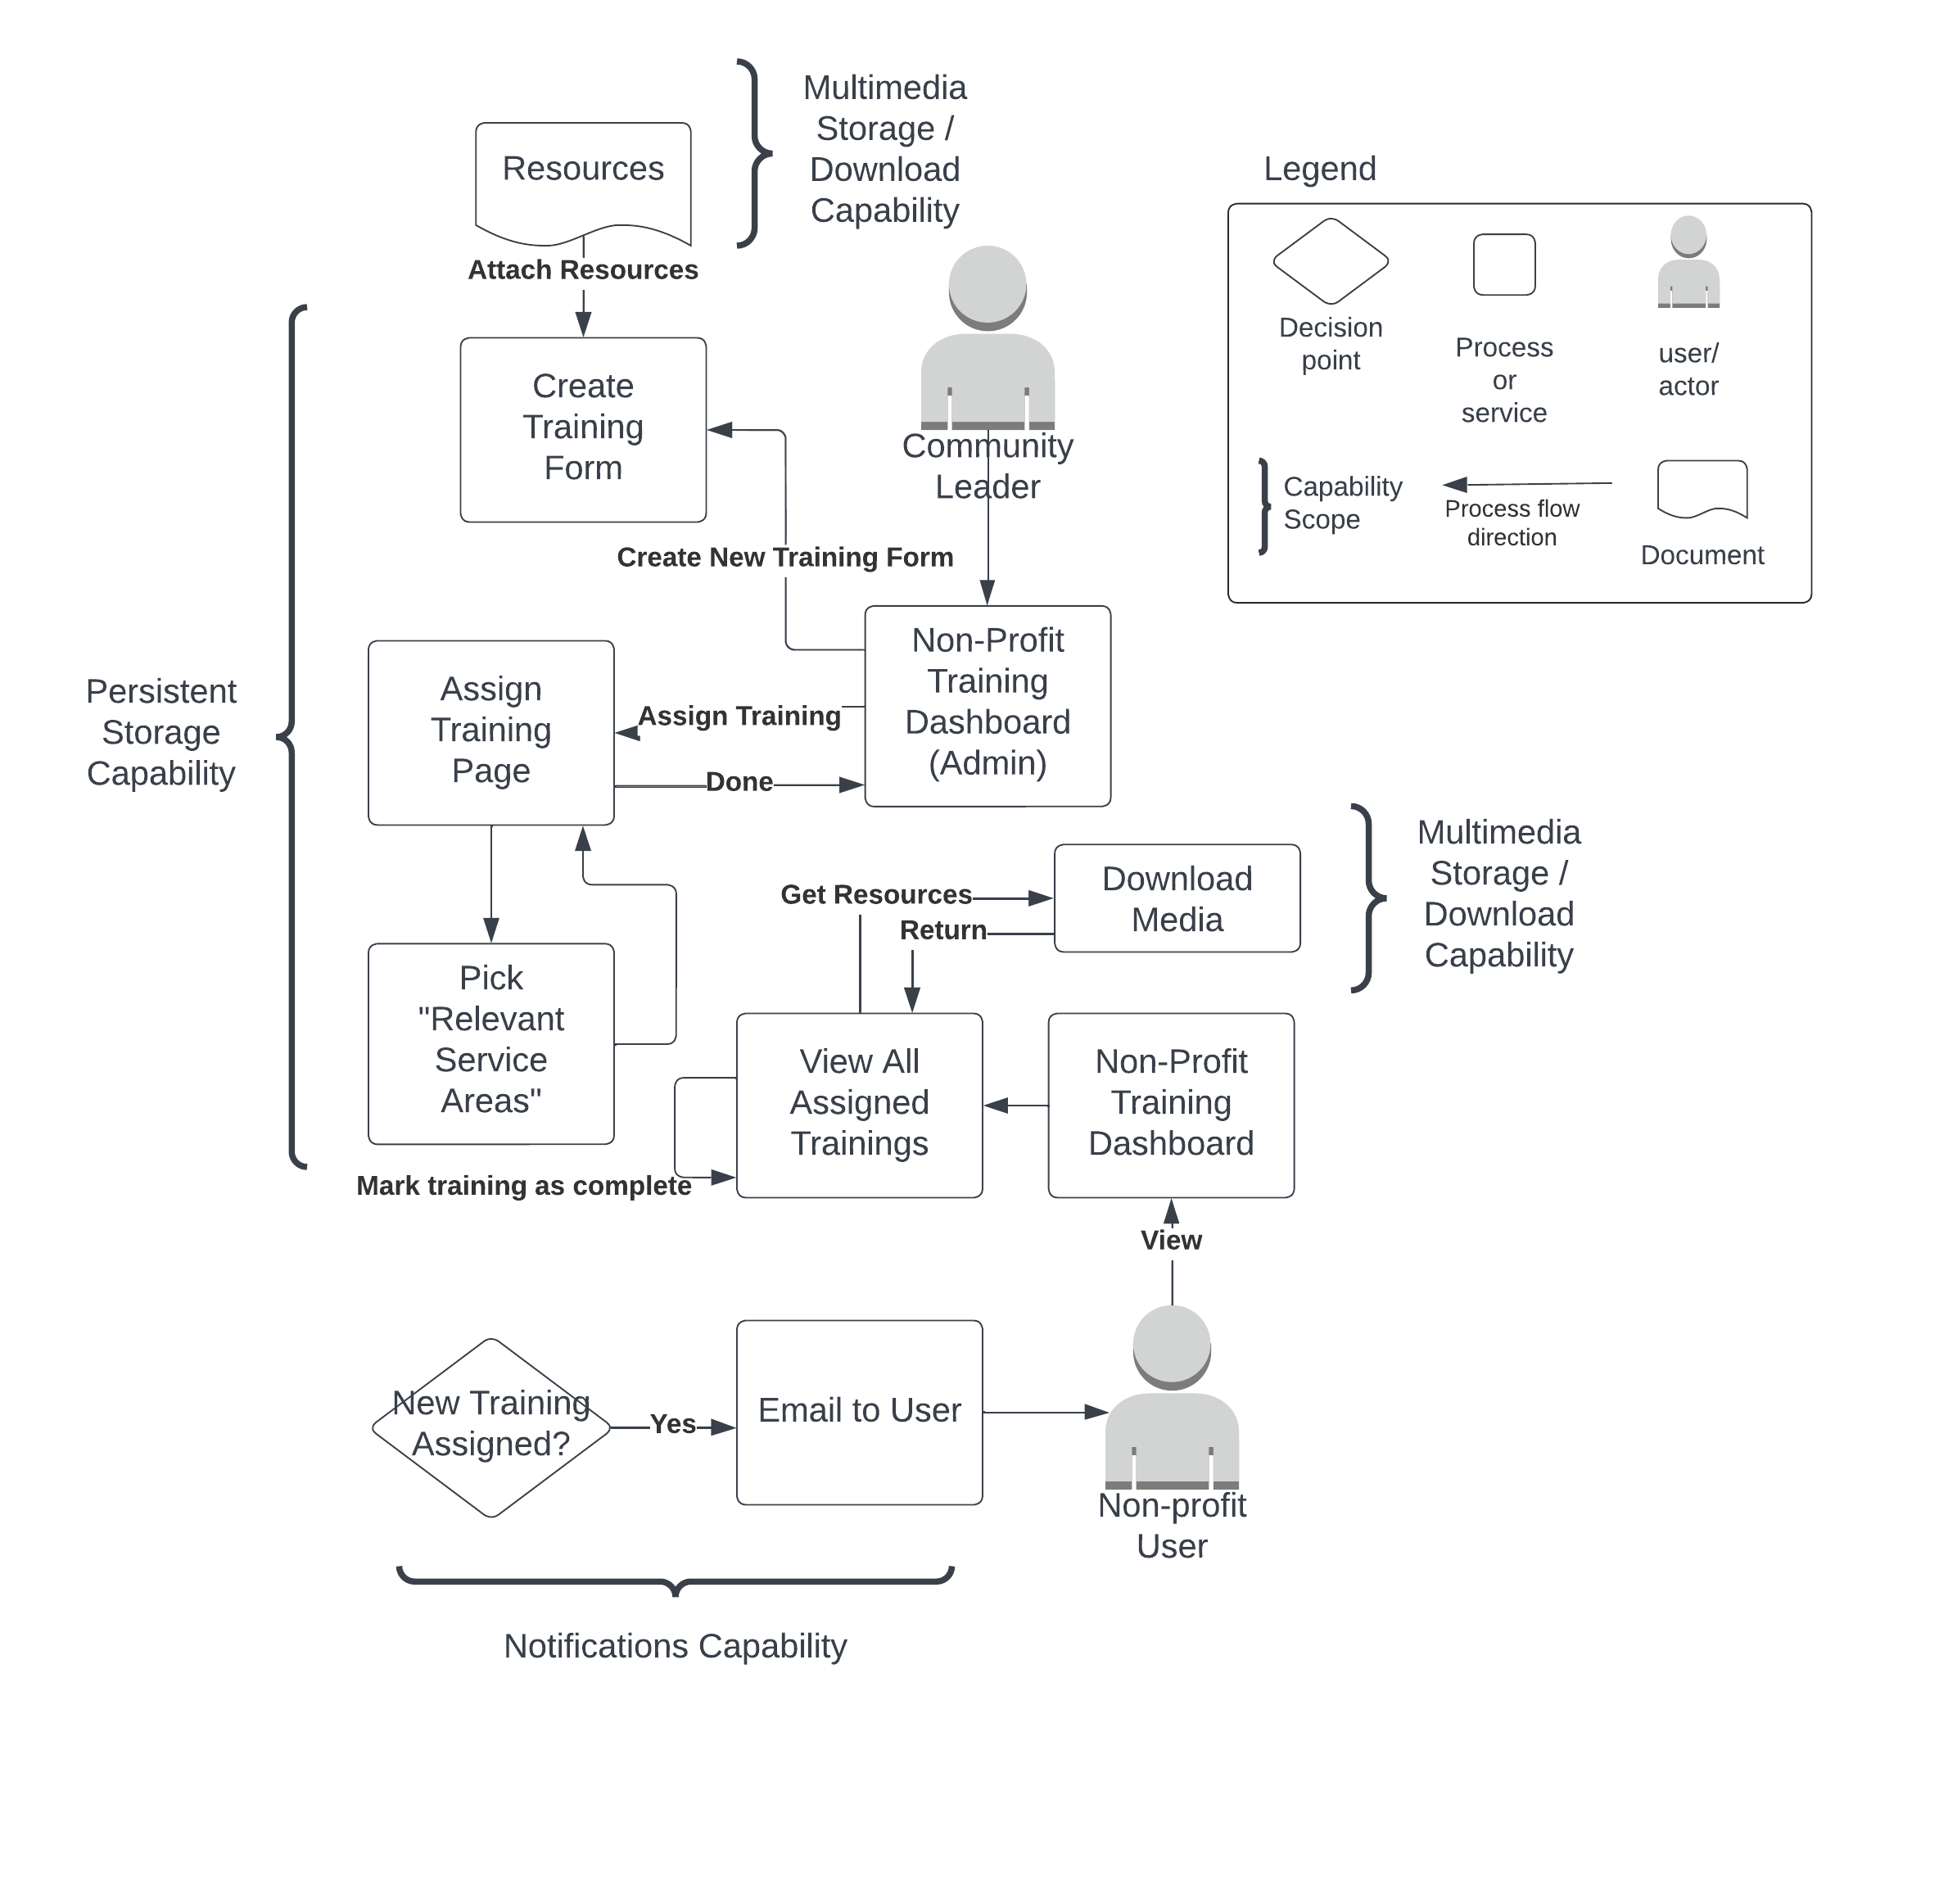 Multimedia
Storage /
Download
Capability
Resources
Attach Resources
Legend
Decision
point
Process
or
service
user/
actor
Capability
Scope
Process flow
direction
Document
Create
Training
Form
Community
Leader
Create New Training Form
Non-Profit
Training
Dashboard
(Admin)
Assign
Training
Page
Assign Training
Done
Persistent
Storage
Capability
Multimedia
Storage /
Download
Capability
Download
Media
Get Resources
Return
Pick
"Relevant
Service
Areas"
View All
Assigned
Trainings
Non-Profit
Training
Dashboard
Mark training as complete
View
New Training
Assigned?
Yes
Email to User
Non-profit
User
Notifications Capability